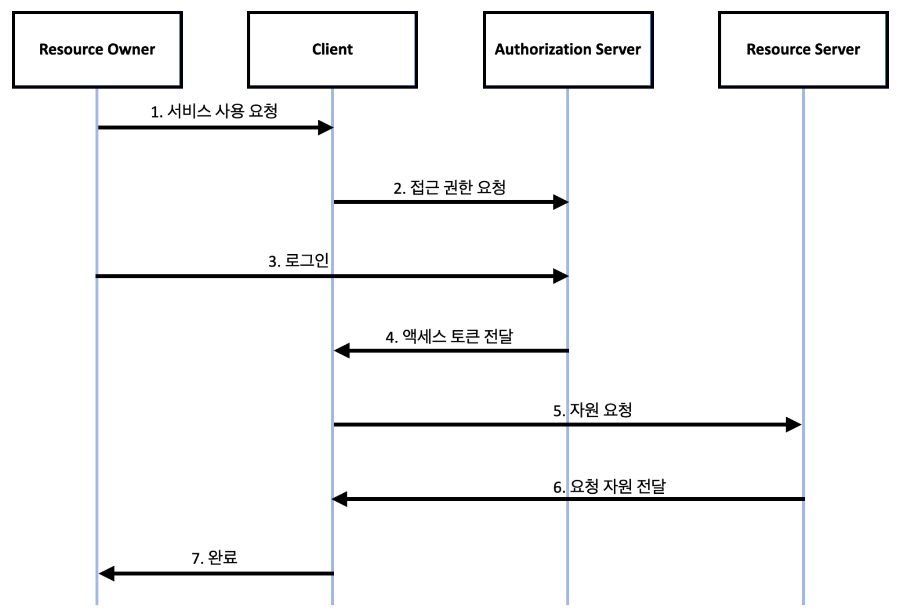 Resource Owner
Client
Authorization Server
Resource Server
1. 서비스 사용 요청
2. 접근 권한 요청
3. 로그인
4. 액세스 토큰 전달
5. 자원 요청
6. 요청 자원 전달
7. 완료